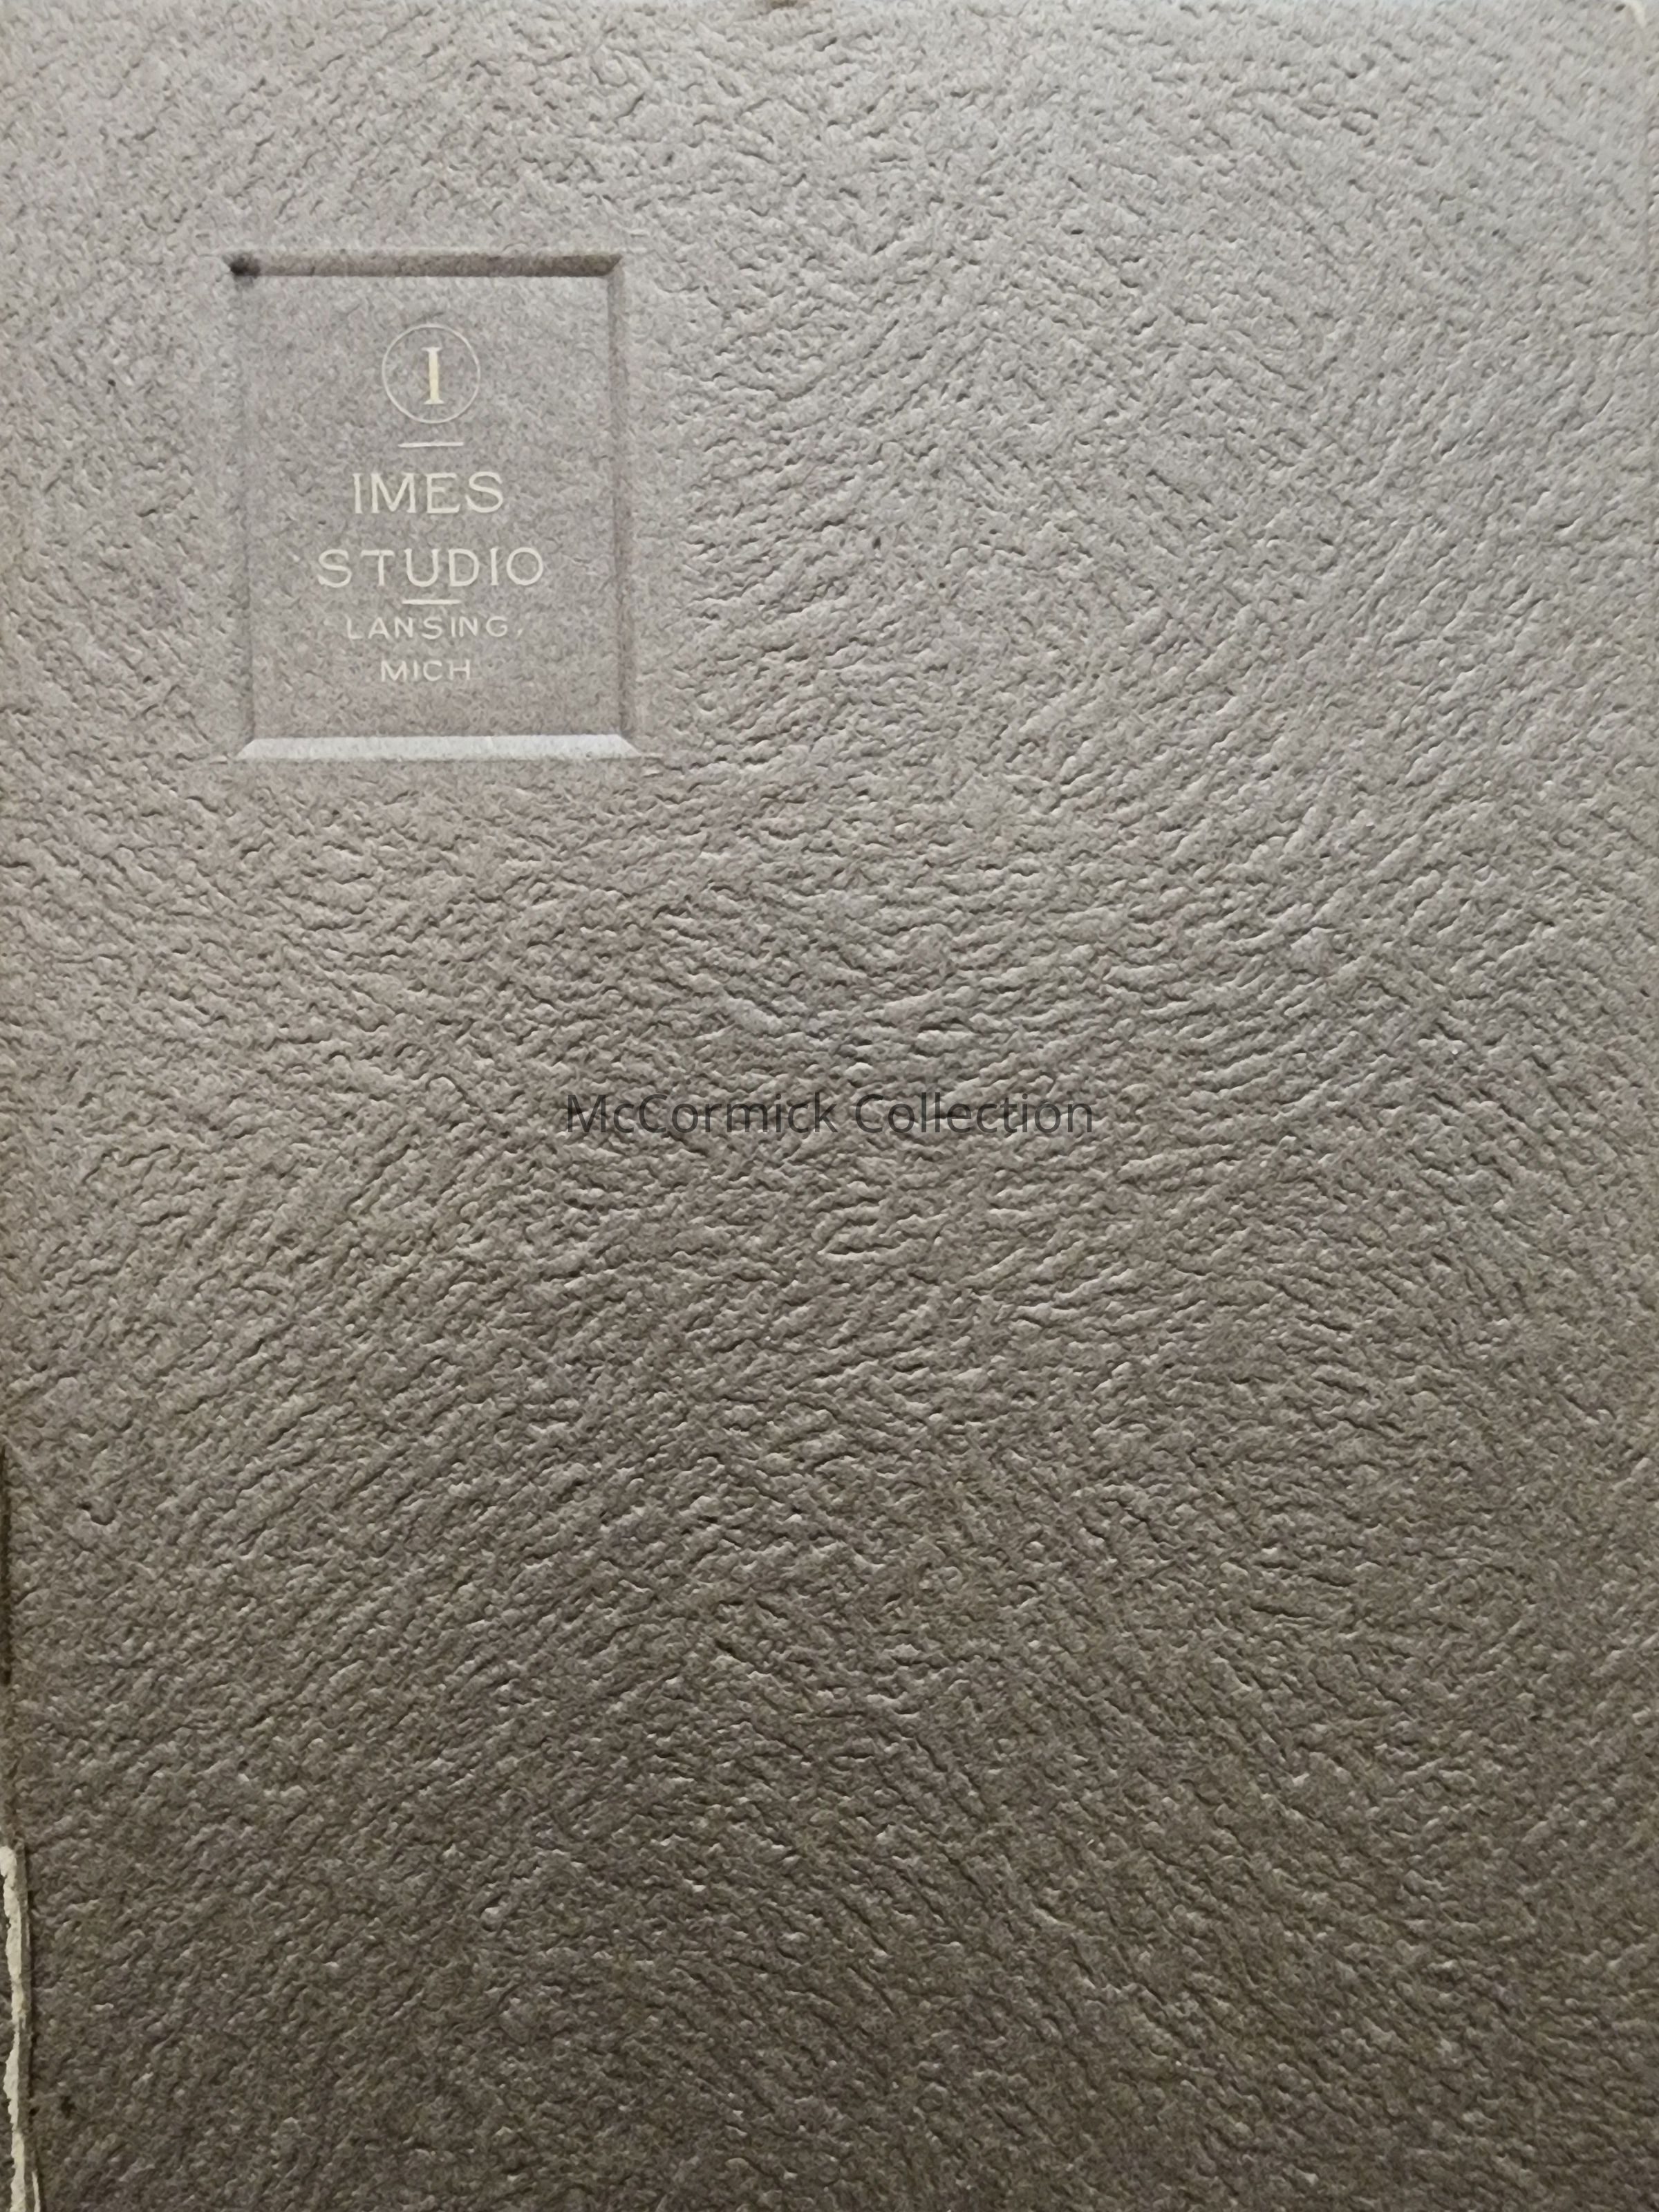 I
IMES
STUDIO
LANSING,
MICH
McCormick Collection